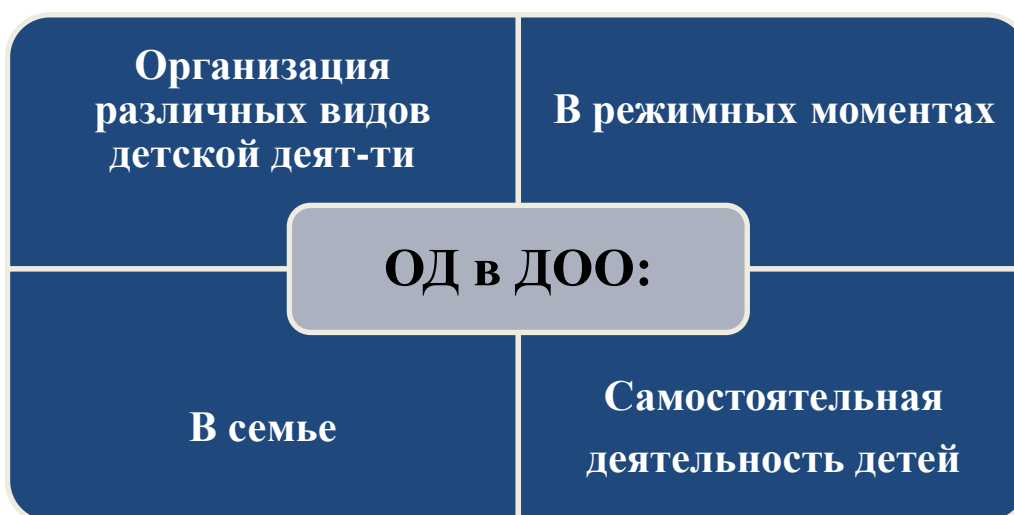 Организация
различных видов
детской деят-ти
В режимных моментах
ОД в ДОО:
В семье
Самостоятельная
деятельность детей